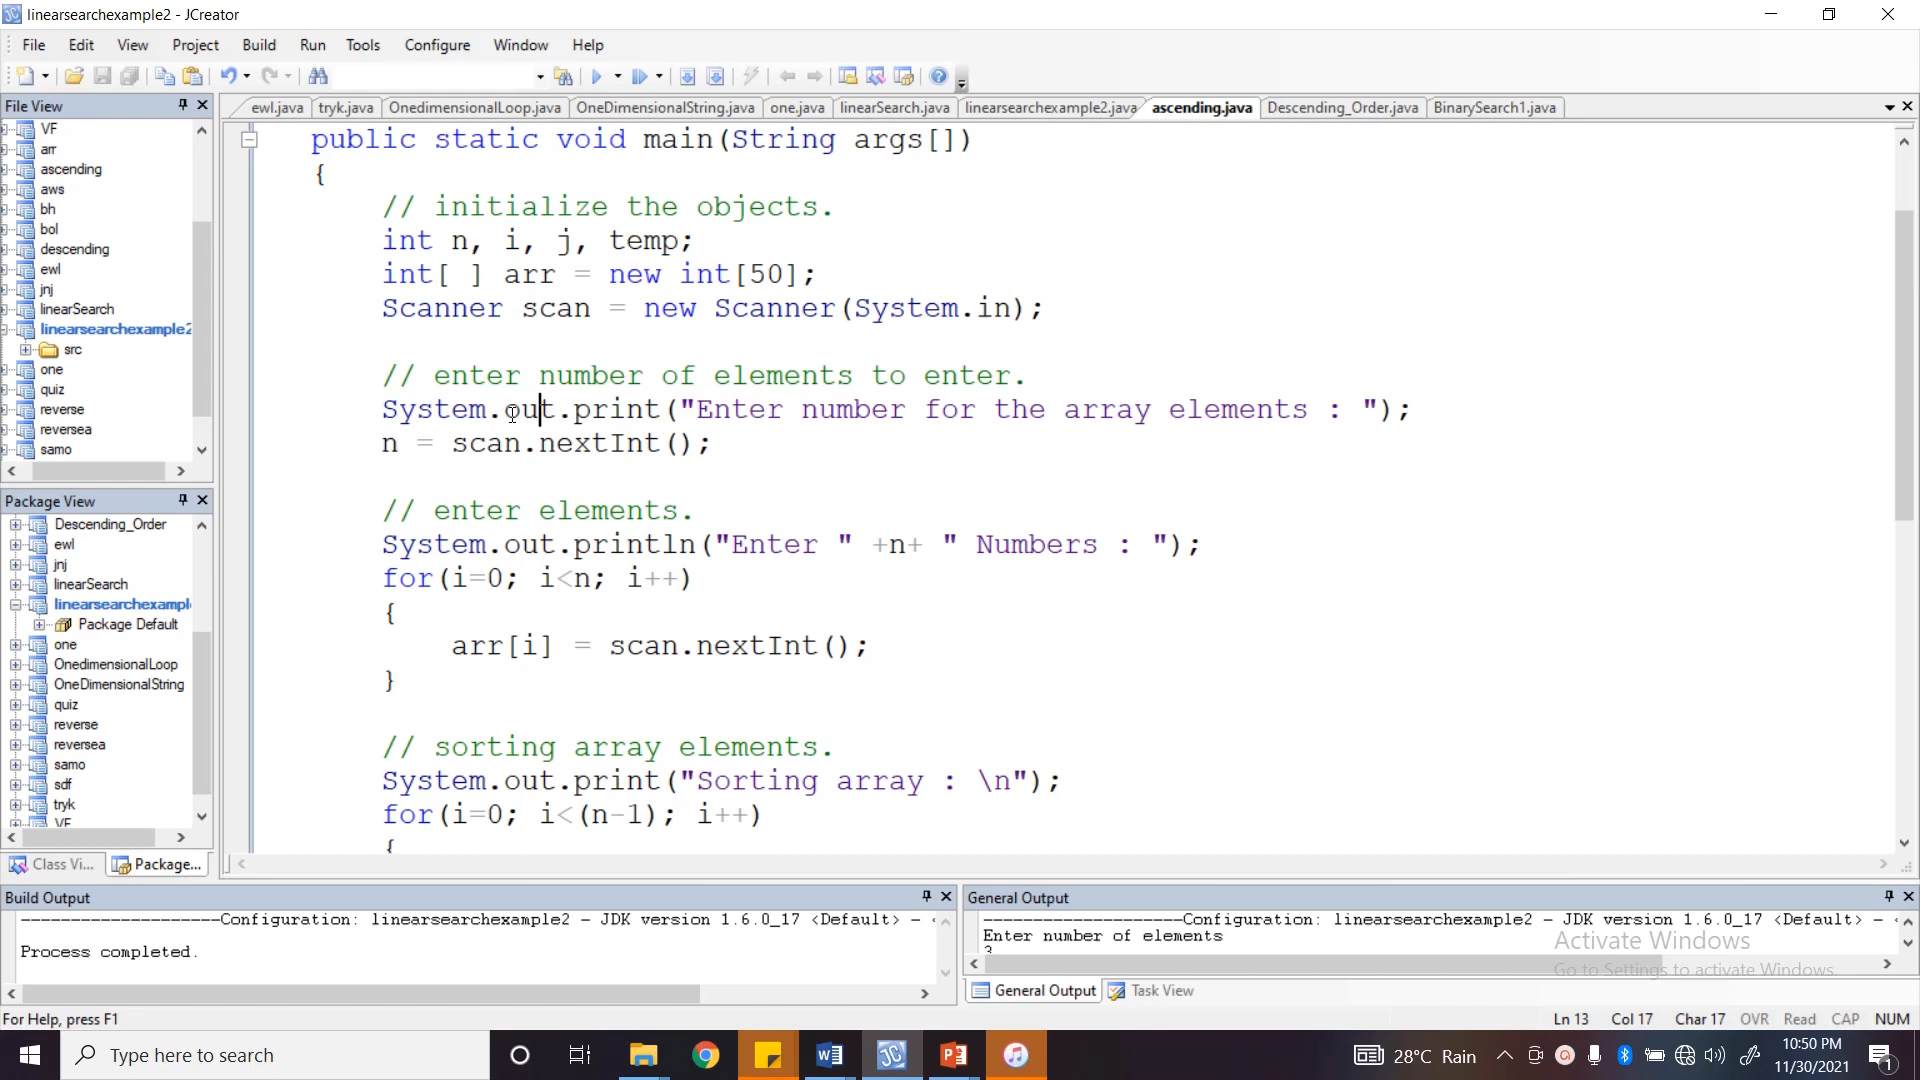 linearsearchexample2 - JCreator
File Edit View Project Build Run Tools Configure Window Help
File View
ewl.java tryk.java OnedimensionalLoop.java OneDimensionalString.java one.java linearSearch.java linearsearchexample2.java ascending.java Descending_Order.java BinarySearch1.java
VF
arr
ascending
aws
bh
bol
descending
ewl
jnj
linearSearch
linearsearchexample2
src
one
quiz
reverse
reversea
samo
Package View
Descending_Order
ewl
jnj
linearSearch
linearsearchexampl
Package Default
one
OnedimensionalLoop
OneDimensionalString
quiz
reverse
reversea
samo
sdf
tryk
VF
Class Vi... Package...
public static void main(String args[])
{
// initialize the objects.
int n, i, j, temp;
int[ ] arr = new int[50];
Scanner scan = new Scanner(System.in);
// enter number of elements to enter.
System.out.print("Enter number for the array elements : ");
n = scan.nextInt();
// enter elements.
System.out.println("Enter " +n+ " Numbers : ");
for(i=0; i<n; i++)
{
arr[i] = scan.nextInt();
}
// sorting array elements.
System.out.print("Sorting array : \n");
for(i=0; i<(n-1); i++)
{
Build Output
--------------------Configuration: linearsearchexample2 - JDK version 1.6.0_17 <Default> - <
Process completed.
General Output
--------------------Configuration: linearsearchexample2 - JDK version 1.6.0_17 <Default> - <
Enter number of elements
3
Activate Windows
Go to Settings to activate Windows.
General Output Task View
For Help, press F1
Ln 13 Col 17 Char 17 OVR Read CAP NUM
Type here to search
28°C Rain
10:50 PM
11/30/2021
1